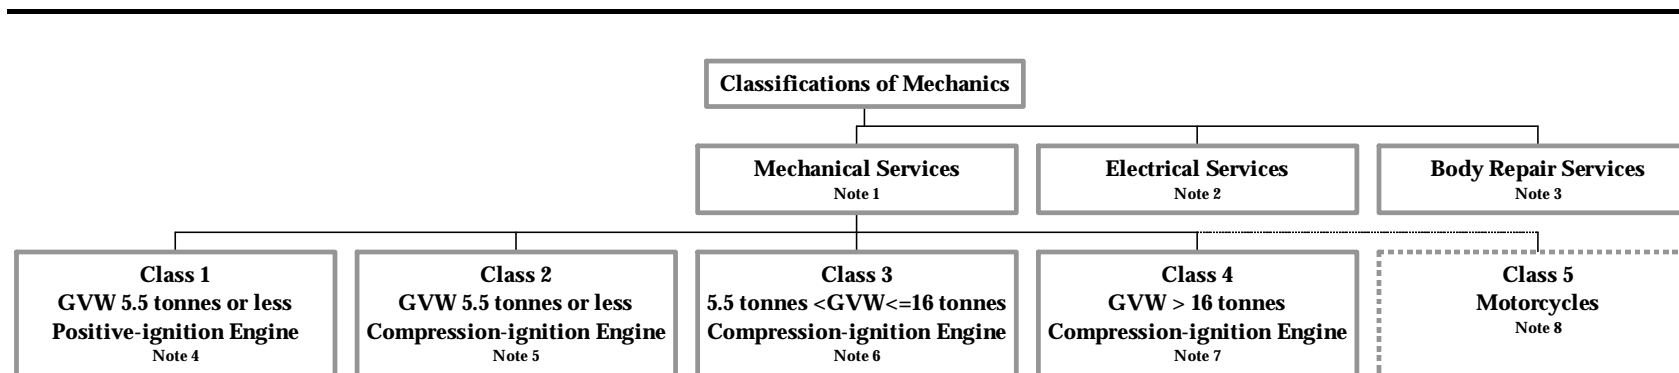 Classifications of Mechanics
Mechanical Services
Note 1
Electrical Services
Note 2
Body Repair Services
Note 3
Class 1
GVW 5.5 tonnes or less
Positive-ignition Engine
Note 4
Class 2
GVW 5.5 tonnes or less
Compression-ignition Engine
Note 5
Class 3
5.5 tonnes <GVW<=16 tonnes
Compression-ignition Engine
Note 6
Class 4
GVW > 16 tonnes
Compression-ignition Engine
Note 7
Class 5
Motorcycles
Note 8